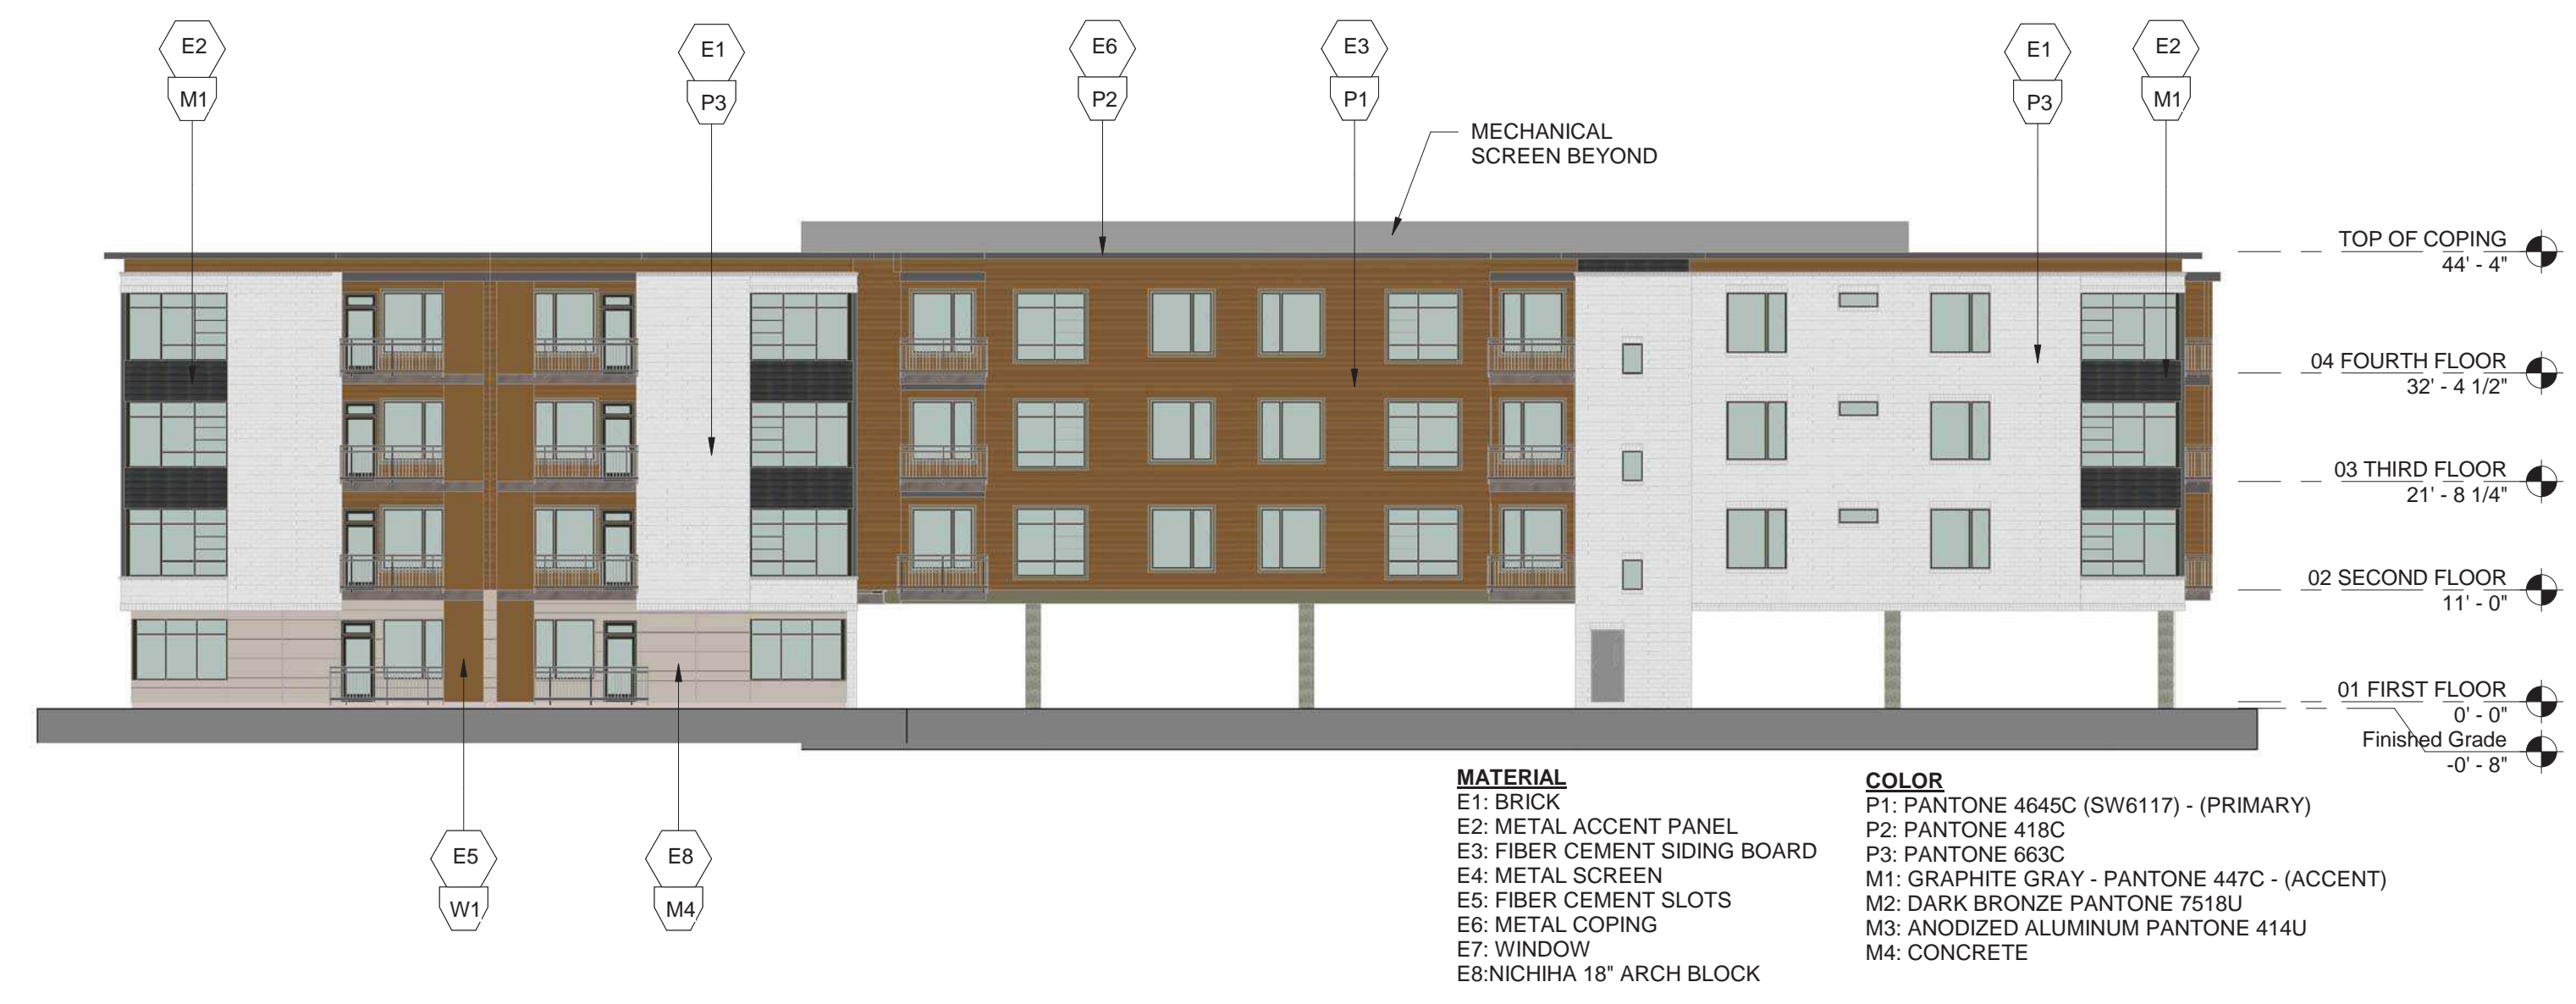 E2
M1
E1
P3
E6
P2
E3
P1
E1
P3
E2
M1
MECHANICAL
SCREEN BEYOND
TOP OF COPING
44' - 4"
04 FOURTH FLOOR
32' - 4 1/2"
03 THIRD FLOOR
21' - 8 1/4"
02 SECOND FLOOR
11' - 0"
01 FIRST FLOOR
0' - 0"
Finished Grade
-0' - 8"
E5
W1
E8
M4
MATERIAL
E1: BRICK
E2: METAL ACCENT PANEL
E3: FIBER CEMENT SIDING BOARD
E4: METAL SCREEN
E5: FIBER CEMENT SLOTS
E6: METAL COPING
E7: WINDOW
E8:NICHIHA 18" ARCH BLOCK
COLOR
P1: PANTONE 4645C (SW6117) - (PRIMARY)
P2: PANTONE 418C
P3: PANTONE 663C
M1: GRAPHITE GRAY - PANTONE 447C - (ACCENT)
M2: DARK BRONZE PANTONE 7518U
M3: ANODIZED ALUMINUM PANTONE 414U
M4: CONCRETE